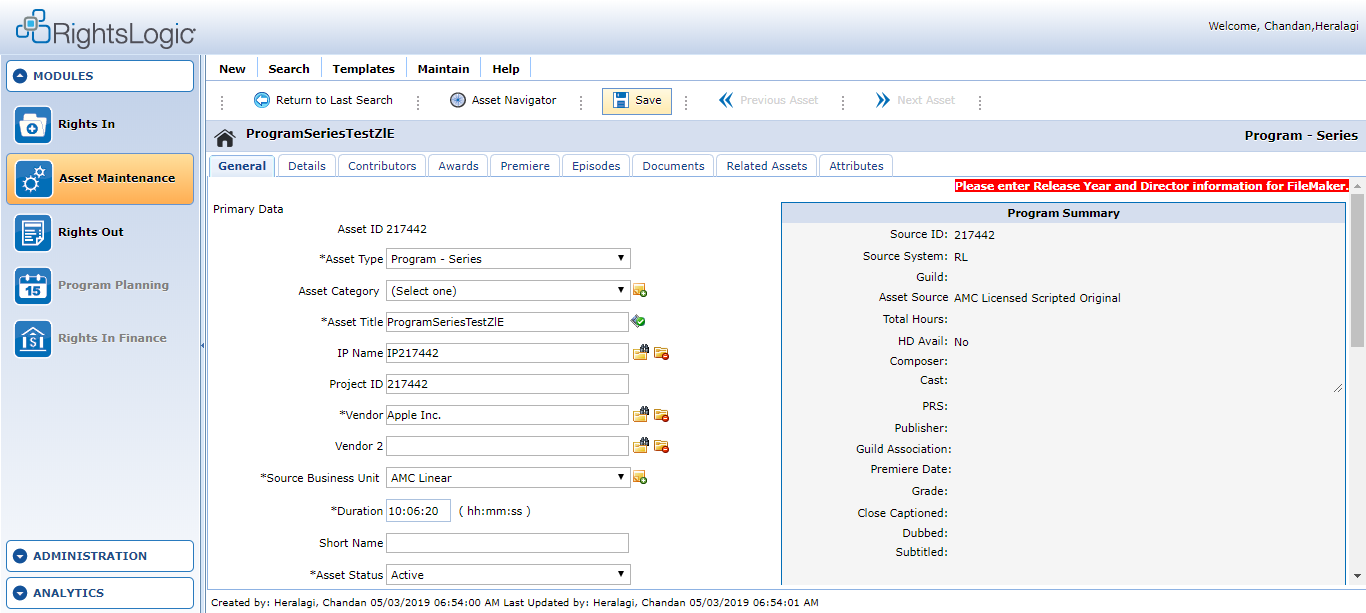 RightsLogic
Welcome, Chandan,Heralagi
MODULES
Rights In
Asset Maintenance
Rights Out
15
Program Planning
$
Rights In Finance
ADMINISTRATION
ANALYTICS
New Search Templates Maintain Help
Return to Last Search Asset Navigator Save Previous Asset Next Asset
ProgramSeriesTestZlE
Program - Series
General Details Contributors Awards Premiere Episodes Documents Related Assets Attributes
Please enter Release Year and Director information for FileMaker.
Primary Data
Asset ID 217442
*Asset Type Program - Series
Asset Category (Select one)
*Asset Title ProgramSeriesTestZlE
IP Name IP217442
Project ID 217442
*Vendor Apple Inc.
Vendor 2
*Source Business Unit AMC Linear
*Duration 10:06:20 ( hh:mm:ss )
Short Name
*Asset Status Active
Program Summary
Source ID: 217442
Source System: RL
Guild:
Asset Source AMC Licensed Scripted Original
Total Hours:
HD Avail: No
Composer:
Cast:
PRS:
Publisher:
Guild Association:
Premiere Date:
Grade:
Close Captioned:
Dubbed:
Subtitled:
Created by: Heralagi, Chandan 05/03/2019 06:54:00 AM Last Updated by: Heralagi, Chandan 05/03/2019 06:54:01 AM